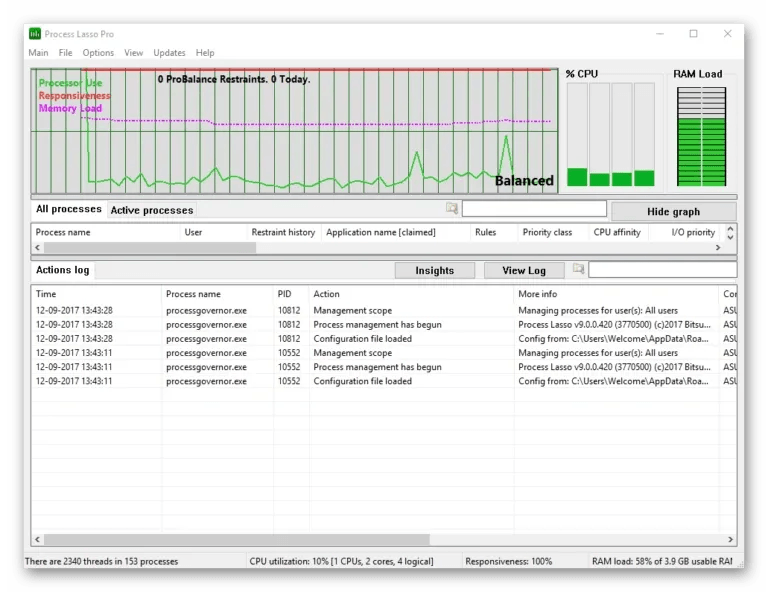 Process Lasso Pro
Main File Options View Updates Help
Processor Use
Responsiveness
Memory Load
0 ProBalance Restraints. 0 Today.
Balanced
% CPU
RAM Load
All processes Active processes
Hide graph
Process name User Restraint history Application name [claimed] Rules Priority class CPU affinity I/O priority
Actions log Insights View Log
Time Process name PID Action More info
12-09-2017 13:43:28 processgovernor.exe 10812 Management scope Managing processes for user(s): All users ASU
12-09-2017 13:43:28 processgovernor.exe 10812 Process management has begun Process Lasso v9.0.0.420 (3770500) (c)2017 Bitsu... ASU
12-09-2017 13:43:28 processgovernor.exe 10812 Configuration file loaded Config from: C:\Users\Welcome\AppData\Roa... ASU
12-09-2017 13:43:11 processgovernor.exe 10552 Management scope Managing processes for user(s): All users ASU
12-09-2017 13:43:11 processgovernor.exe 10552 Process management has begun Process Lasso v9.0.0.420 (3770500) (c)2017 Bitsu... ASU
12-09-2017 13:43:11 processgovernor.exe 10552 Configuration file loaded Config from: C:\Users\Welcome\AppData\Roa... ASU
There are 2340 threads in 153 processes CPU utilization: 10% [1 CPUs, 2 cores, 4 logical] Responsiveness: 100% RAM load: 58% of 3.9 GB usable RAM